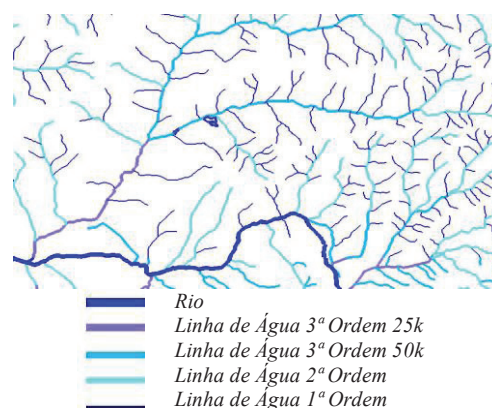 Rio
Linha de Água 3ª Ordem 25k
Linha de Água 3ª Ordem 50k
Linha de Água 2ª Ordem
Linha de Água 1ª Ordem